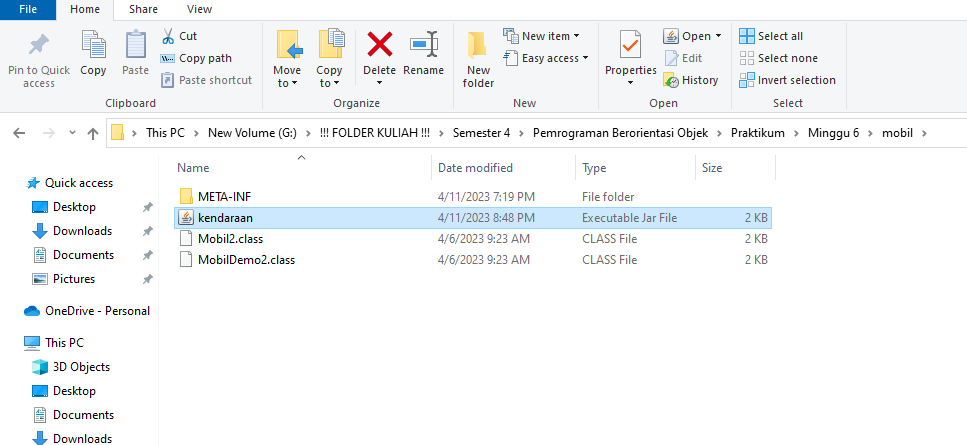 File Home Share View
Pin to Quick access
Copy
Paste
Cut
Copy path
Paste shortcut
Clipboard
Move to
Copy to
Delete
Rename
Organize
New folder
New item
Easy access
New
Properties
Open
Edit
History
Open
Select all
Select none
Invert selection
Select
This PC New Volume (G:) !!! FOLDER KULIAH !!! Semester 4 Pemrograman Berorientasi Objek Praktikum Minggu 6 mobil
Quick access
Desktop
Downloads
Documents
Pictures
OneDrive - Personal
This PC
3D Objects
Desktop
Documents
Downloads
Name Date modified Type Size
META-INF 4/11/2023 7:19 PM File folder
kendaraan 4/11/2023 8:48 PM Executable Jar File 2 KB
Mobil2.class 4/6/2023 9:23 AM CLASS File 2 KB
MobilDemo2.class 4/6/2023 9:23 AM CLASS File 2 KB